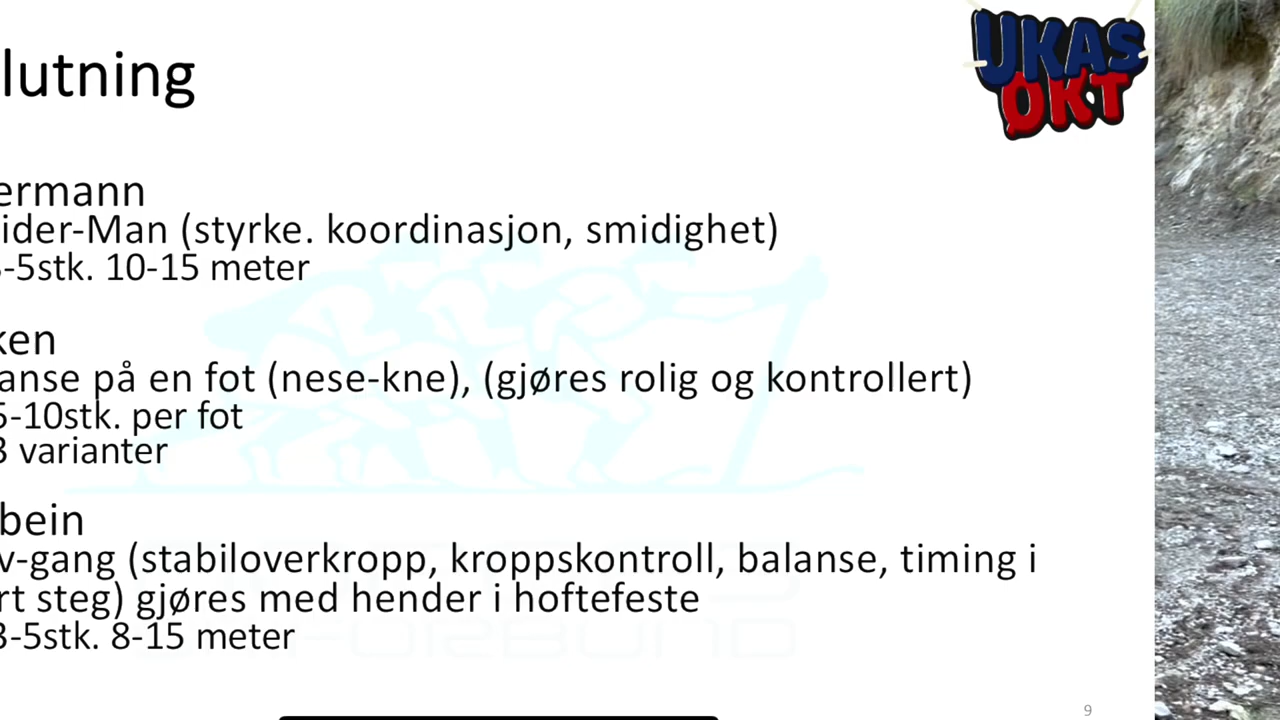 UKAS
ØKT
lutning
ermann
ider-Man (styrke. koordinasjon, smidighet)
-5stk. 10-15 meter
ken
anse på en fot (nese-kne), (gjøres rolig og kontrollert)
5-10stk. per fot
3 varianter
bein
v-gang (stabiloverkropp, kroppskontroll, balanse, timing i
rt steg) gjøres med hender i hoftefeste
3-5stk. 8-15 meter
FORBUND
9